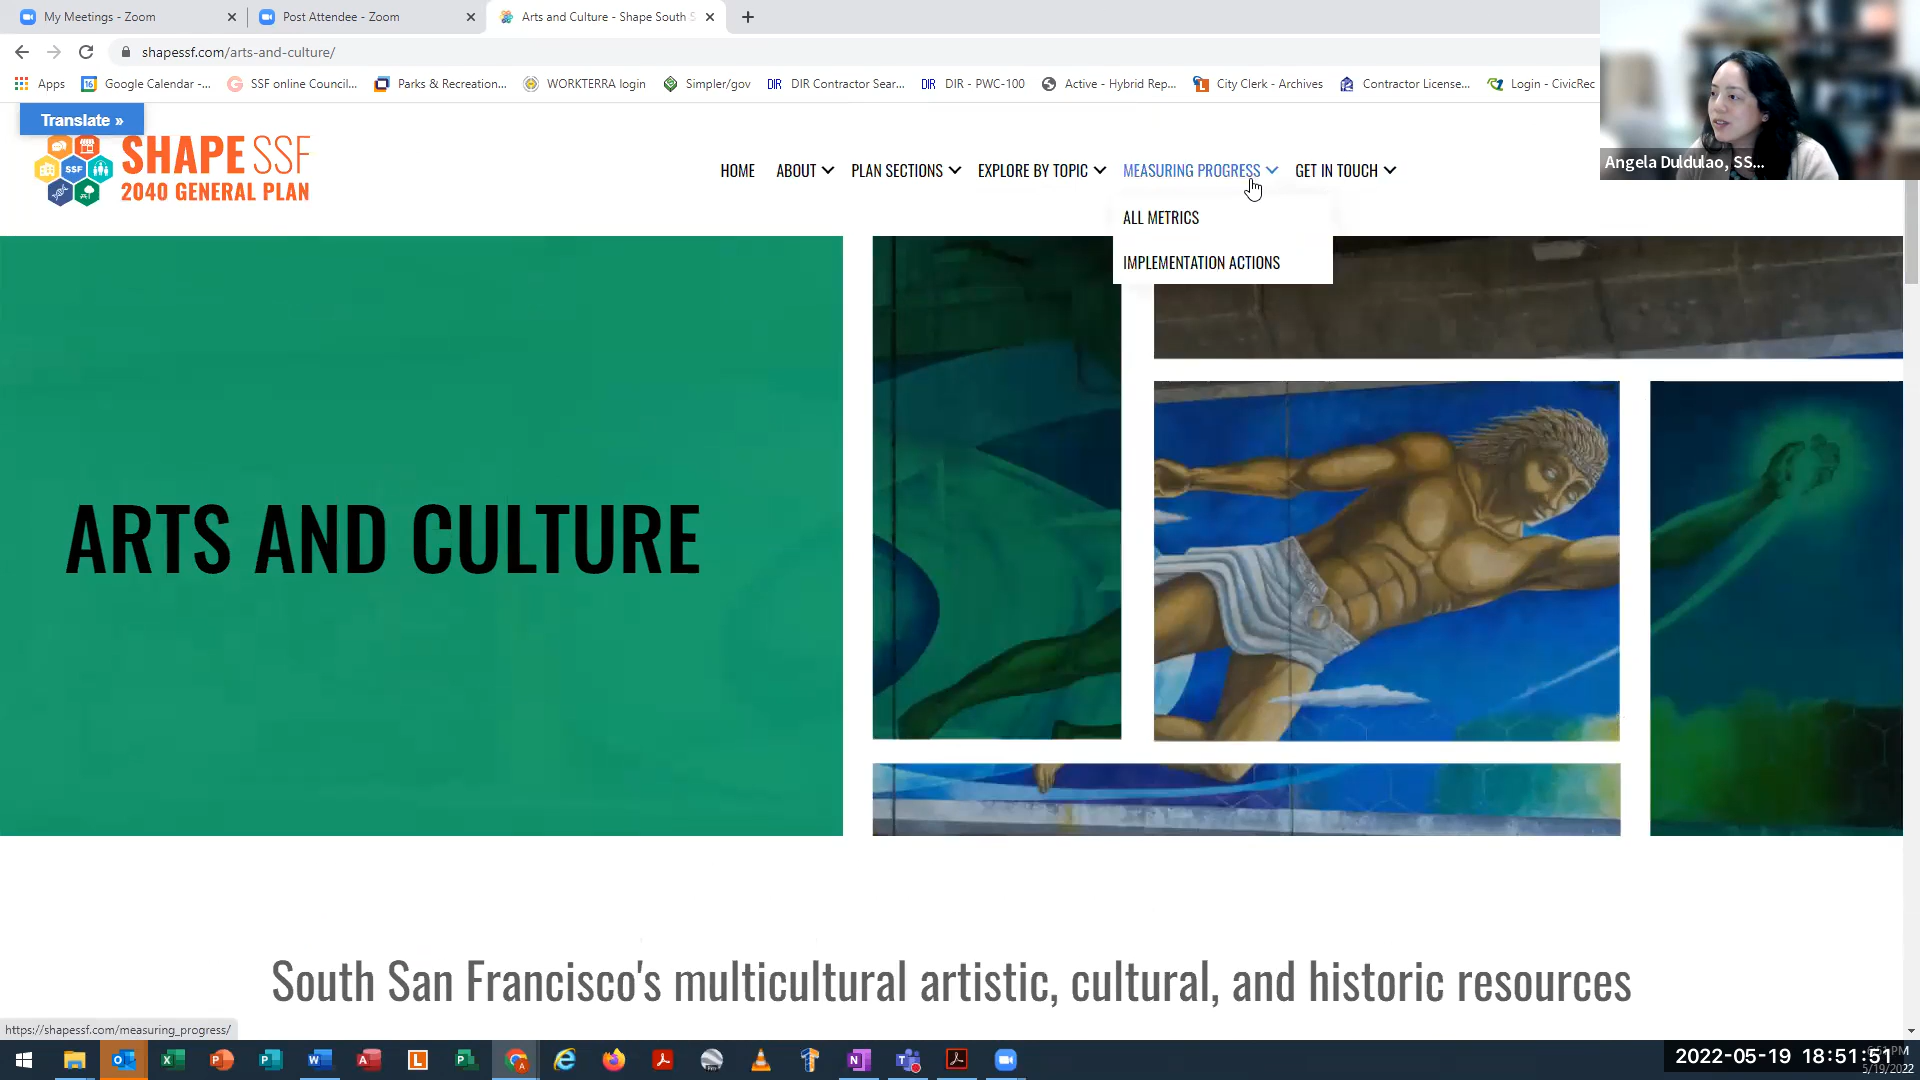 My Meetings - Zoom
Post Attendee - Zoom
Arts and Culture - Shape South S
shapessf.com/arts-and-culture/
Apps
Google Calendar -...
SSF online Council...
Parks & Recreation...
WORKTERRA login
Simpler/gov
DIR Contractor Sear...
DIR - PWC-100
Active - Hybrid Rep...
City Clerk - Archives
Contractor License...
Login - CivicRec
Translate »
SHAPE SSF
2040 GENERAL PLAN
SSF
HOME
ABOUT
PLAN SECTIONS
EXPLORE BY TOPIC
MEASURING PROGRESS
GET IN TOUCH
ALL METRICS
IMPLEMENTATION ACTIONS
Angela Duldulao, SS...
ARTS AND CULTURE
South San Francisco's multicultural artistic, cultural, and historic resources
https://shapessf.com/measuring_progress/
2022-05-19 18:51:51
5/19/2022